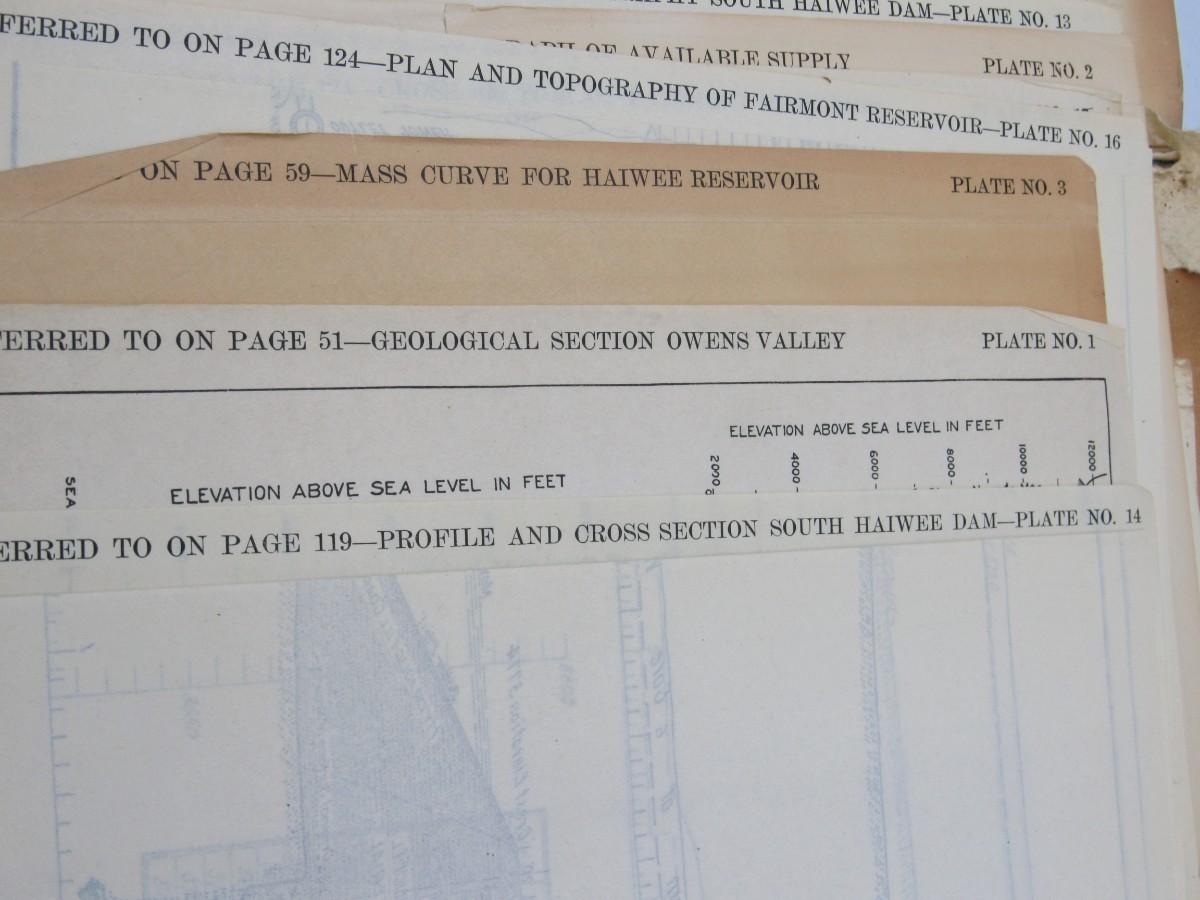 SOUTH HAIWEE DAM—PLATE NO. 13
OF AVAILABLE SUPPLY PLATE NO. 2
FERRED TO ON PAGE 124—PLAN AND TOPOGRAPHY OF FAIRMONT RESERVOIR—PLATE NO. 16
ON PAGE 59—MASS CURVE FOR HAIWEE RESERVOIR PLATE NO. 3
FERRED TO ON PAGE 51—GEOLOGICAL SECTION OWENS VALLEY PLATE NO. 1
ELEVATION ABOVE SEA LEVEL IN FEET
2000 4000 6000 8000 10000 12000
SEA
ELEVATION ABOVE SEA LEVEL IN FEET
ERRED TO ON PAGE 119—PROFILE AND CROSS SECTION SOUTH HAIWEE DAM—PLATE NO. 14